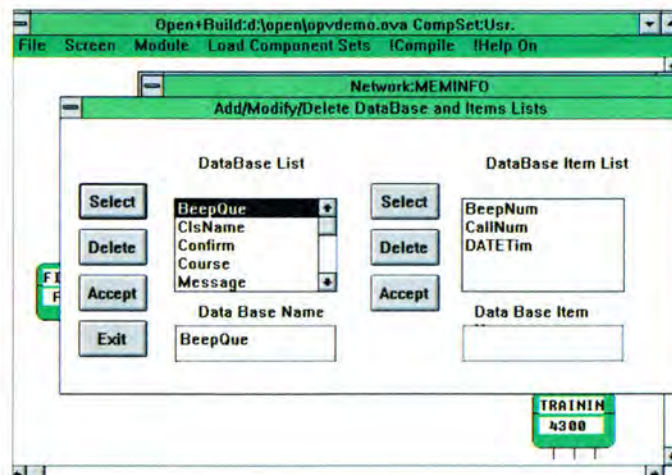 Open+Build:d:\open\opvdemo.ova CompSet:Usr.
File Screen Module Load Component Sets !Compile !Help On
Network:MEMINFO
Add/Modify/Delete DataBase and Items Lists
DataBase List
DataBase Item List
Select
Delete
Accept
Exit
BeepQue
ClsName
Confirm
Course
Message
Data Base Name
BeepQue
Select
Delete
Accept
BeepNum
CallNum
DATETim
Data Base Item
TRAININ
4300